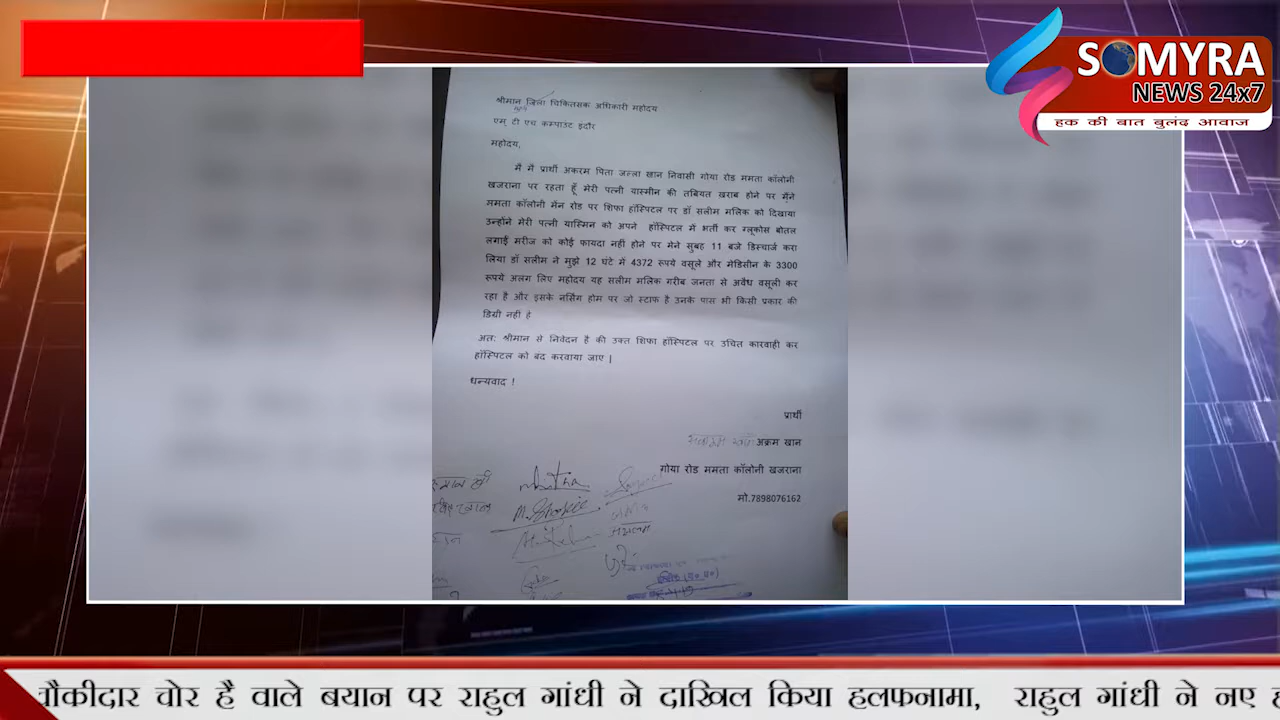 SOMYRA
NEWS 24x7
हक की बात बुलंद आवाज
श्रीमान जिला चिकितसक अधिकारी महोदय
एम् टी एच कम्पाउंट इंदौर
महोदय,
मैं में प्रार्थी अकरम पिता जल्ला खान निवासी गोया रोड ममता कॉलोनी
खजराना पर रहता हूँ मेरी पत्नी यास्मीन की तबियत ख़राब होने पर मैंने
ममता कॉलोनी मेंन रोड पर शिफा हॉस्पिटल पर डॉ सलीम मलिक को दिखाया
उन्होंने मेरी पत्नी यास्मिन को अपने हॉस्पिटल में भर्ती कर ग्लूकोस बोतल
लगाईं मरीज को कोई फायदा नहीं होने पर मेने सुबह 11 बजे डिस्चार्ज करा
लिया डॉ सलीम ने मुझे 12 घंटे में 4372 रूपये वसूले और मेडिसीन के 3300
रूपये अलग लिए महोदय यह सलीम मलिक गरीब जनता से अवैध वसूली कर
रहा है और इसके नर्सिंग होम पर जो स्टाफ है उनके पास भी किसी प्रकार की
डिग्री नहीं है
अतः श्रीमान से निवेदन है की उक्त शिफा हॉस्पिटल पर उचित कारवाही कर
हॉस्पिटल को बंद करवाया जाए |
धन्यवाद !
प्रार्थी
अक्रम खान
गोया रोड ममता कॉलोनी खजराना
मो.7898076162
चौकीदार चोर है वाले बयान पर राहुल गांधी ने दाखिल किया हलफनामा, राहुल गांधी ने नए